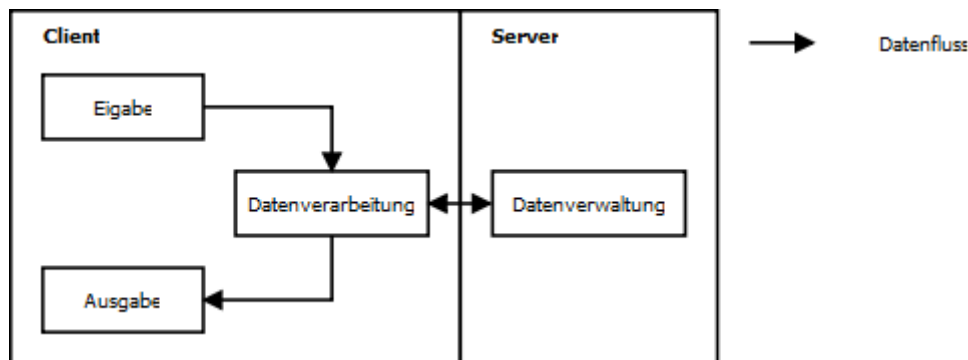 Client
Server
Datenfluss
Eigabe
Datenverarbeitung
Datenverwaltung
Ausgabe